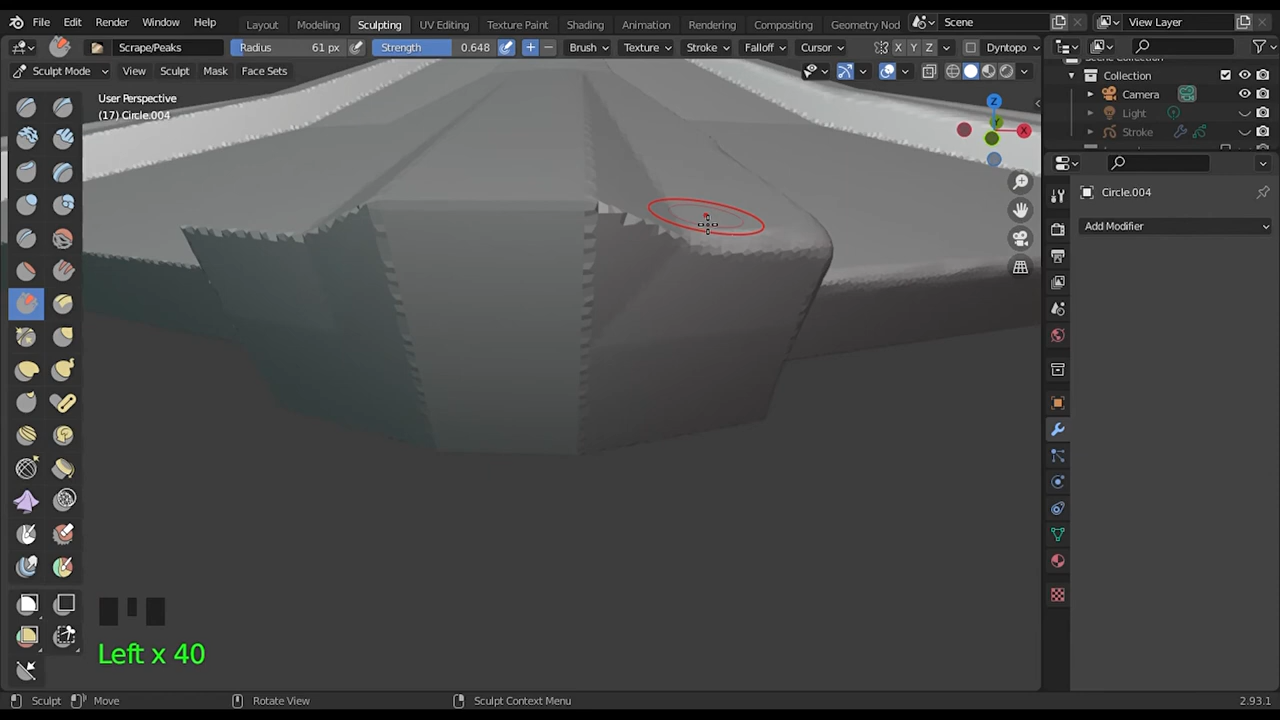 File Edit Render Window Help Layout Modeling Sculpting UV Editing Texture Paint Shading Animation Rendering Compositing Geometry Nod Scene View Layer
Scrape/Peaks Radius 61 px Strength 0.648 Brush Texture Stroke Falloff Cursor X Y Z Dyntopo
Sculpt Mode View Sculpt Mask Face Sets
Collection
Camera
Light
Stroke
User Perspective
(17) Circle.004
Z
X
Circle.004
Add Modifier
Left x 40
Sculpt Move Rotate View Sculpt Context Menu 2.93.1